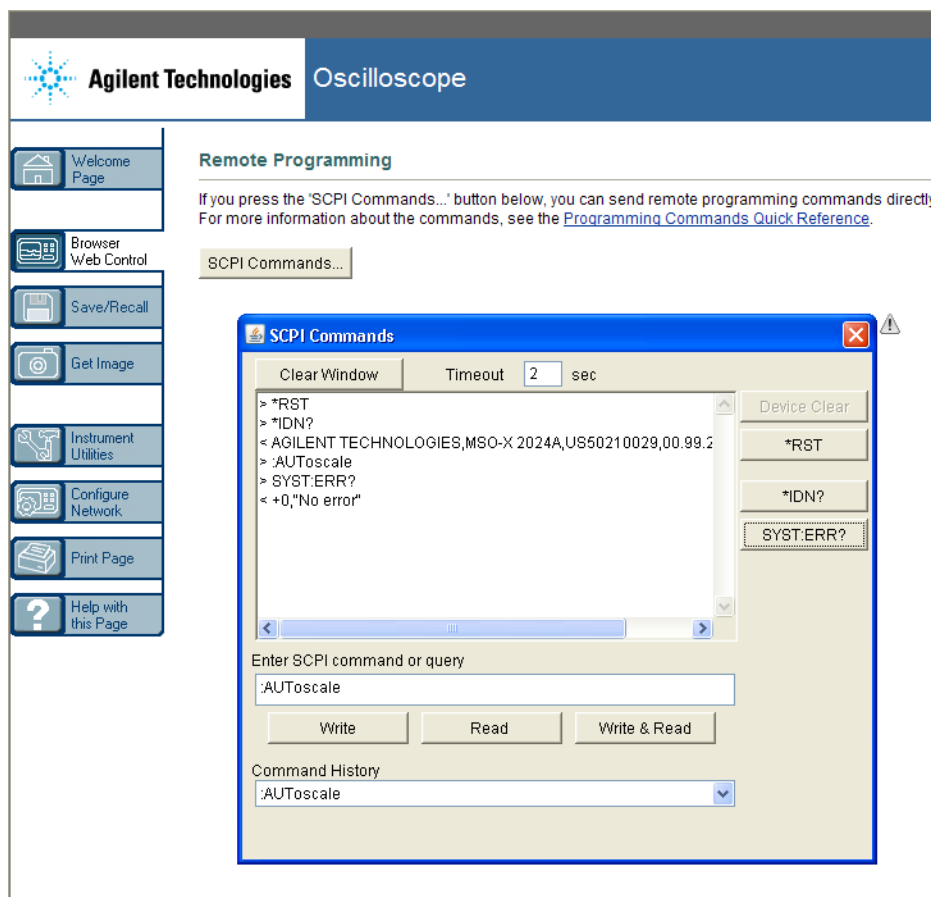 Agilent Technologies
Oscilloscope
Welcome
Page
Browser
Web Control
Save/Recall
Get Image
Instrument
Utilities
Configure
Network
Print Page
Help with
this Page
Remote Programming
If you press the 'SCPI Commands...' button below, you can send remote programming commands directly
For more information about the commands, see the Programming Commands Quick Reference.
SCPI Commands...
SCPI Commands
Clear Window
Timeout 2 sec
> *RST
> *IDN?
< AGILENT TECHNOLOGIES,MSO-X 2024A,US50210029,00.99.2
> :AUToscale
> SYST:ERR?
< +0,"No error"
Device Clear
*RST
*IDN?
SYST:ERR?
Enter SCPI command or query
:AUToscale
Write
Read
Write & Read
Command History
:AUToscale